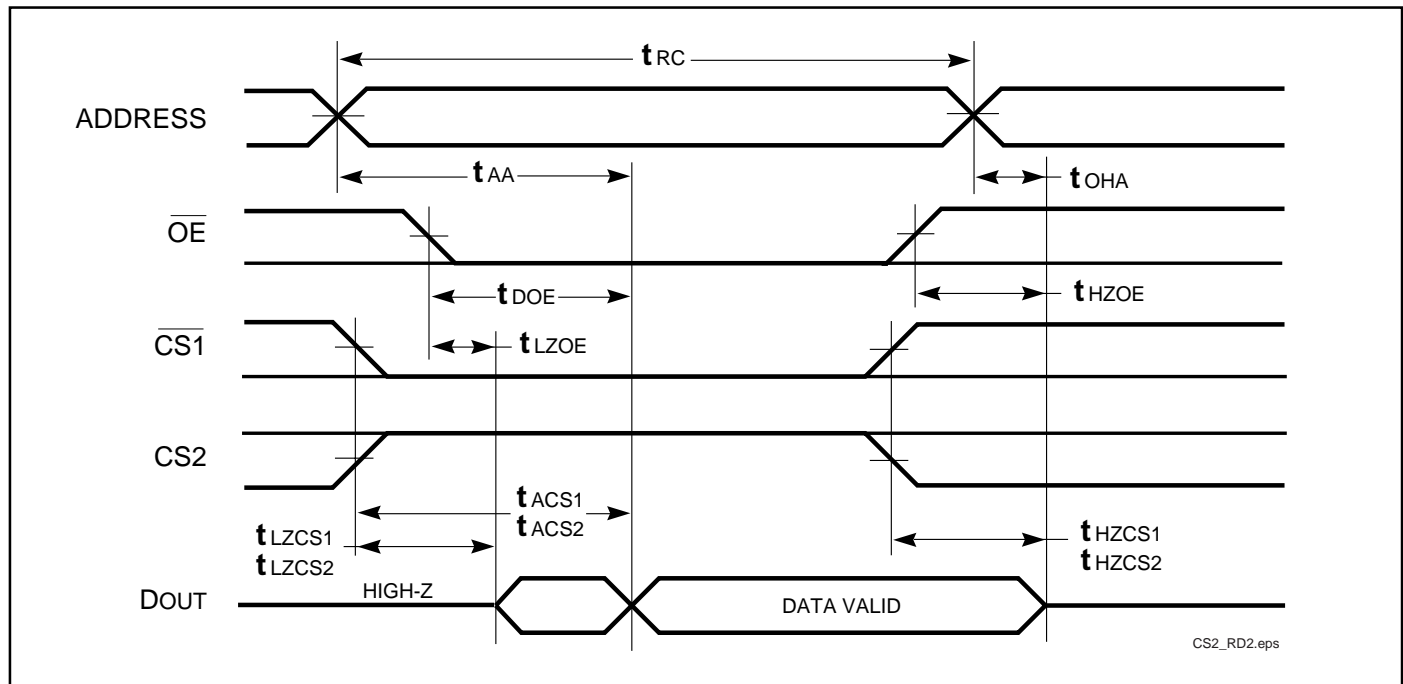 tRC
ADDRESS
tAA
tOHA
OE
tDOE
tHZOE
CS1
tLZOE
CS2
tACS1
tACS2
tLZCS1
tLZCS2
tHZCS1
tHZCS2
DOUT
HIGH-Z
DATA VALID
CS2_RD2.eps